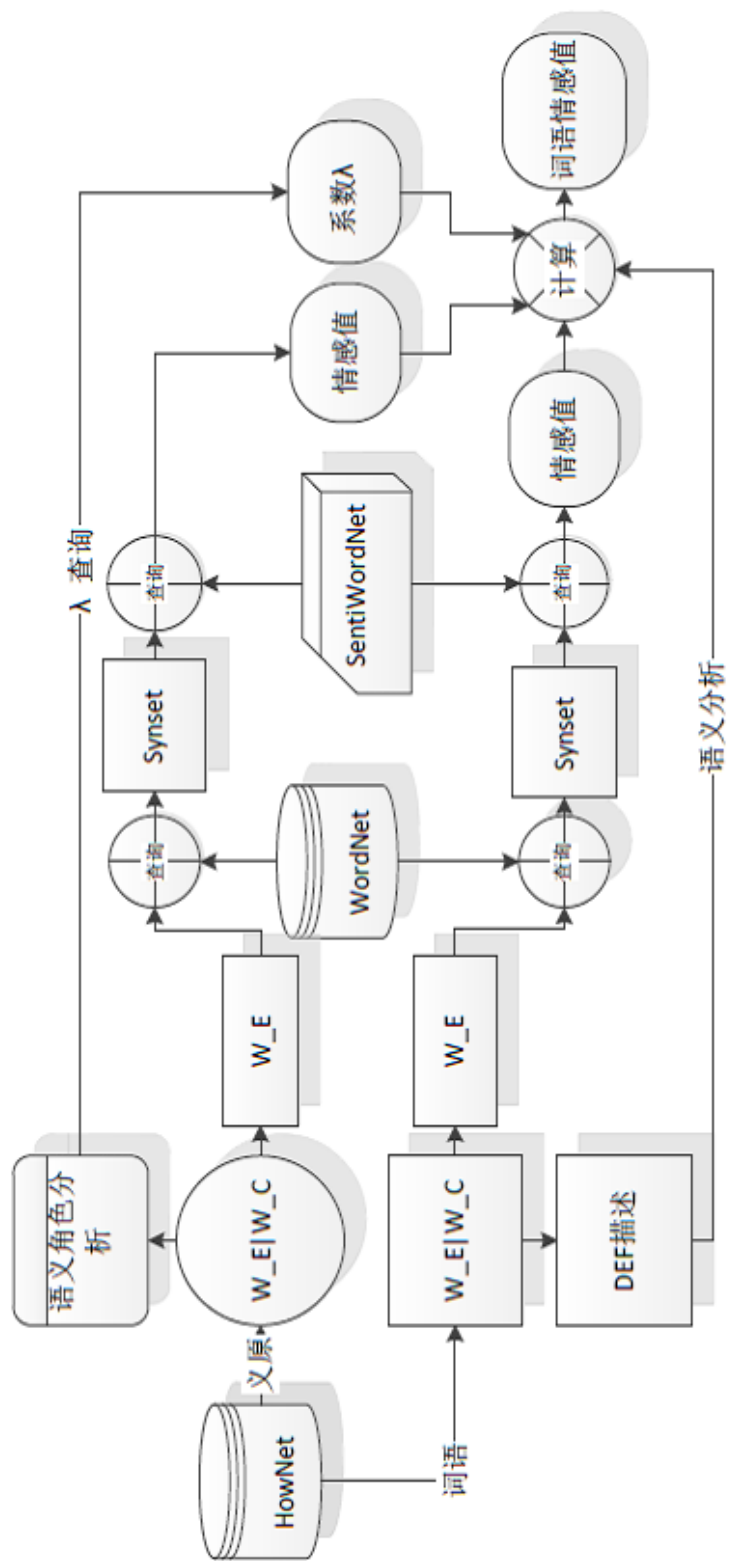 语义角色分
析
λ 查询
HowNet
义原
W_E|W_C
W_E
查询
Synset
查询
情感值
系数λ
WordNet
SentiWordNet
词语
W_E|W_C
W_E
查询
Synset
查询
情感值
计算
词语情感值
DEF描述
语义分析